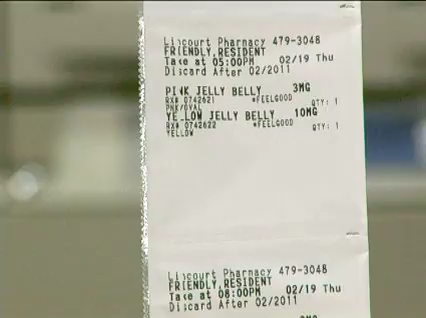 Lincourt Pharmacy 479-3048
FRIENDLY, RESIDENT
Take at 05:00PM 02/19 Thu
Discard After 02/2011
PINK JELLY BELLY 3MG
RX# 0742621 *FEELGOOD QTY: 1
PNK/OVAL
YELLOW JELLY BELLY 10MG
RX# 0742622 *FEELGOOD QTY: 1
YELLOW
Lincourt Pharmacy 479-3048
FRIENDLY, RESIDENT
Take at 08:00PM 02/19 Thu
Discard After 02/2011